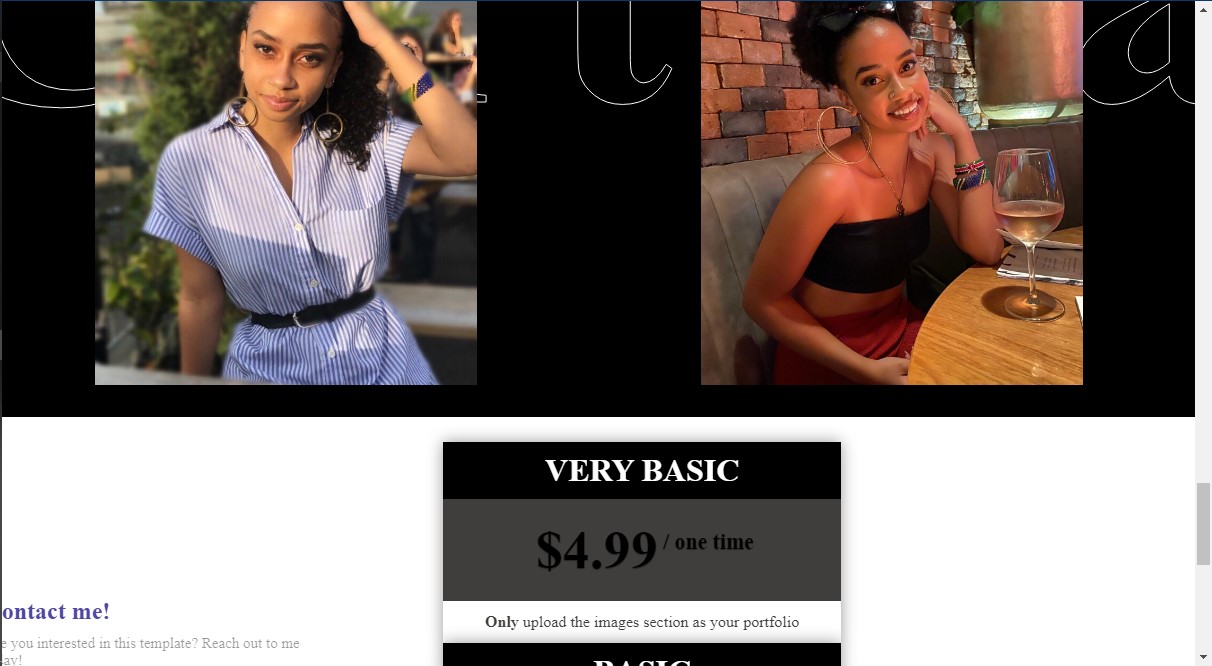 VERY BASIC
$4.99 / one time
Only upload the images section as your portfolio
BASIC
ontact me!
e you interested in this template? Reach out to me